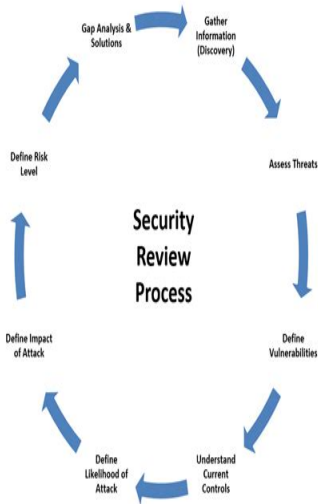 Gap Analysis &
Solutions
Gather
Information
(Discovery)
Assess Threats
Define
Vulnerabilities
Understand
Current
Controls
Define
Likelihood of
Attack
Define Impact
of Attack
Define Risk
Level
Security
Review
Process